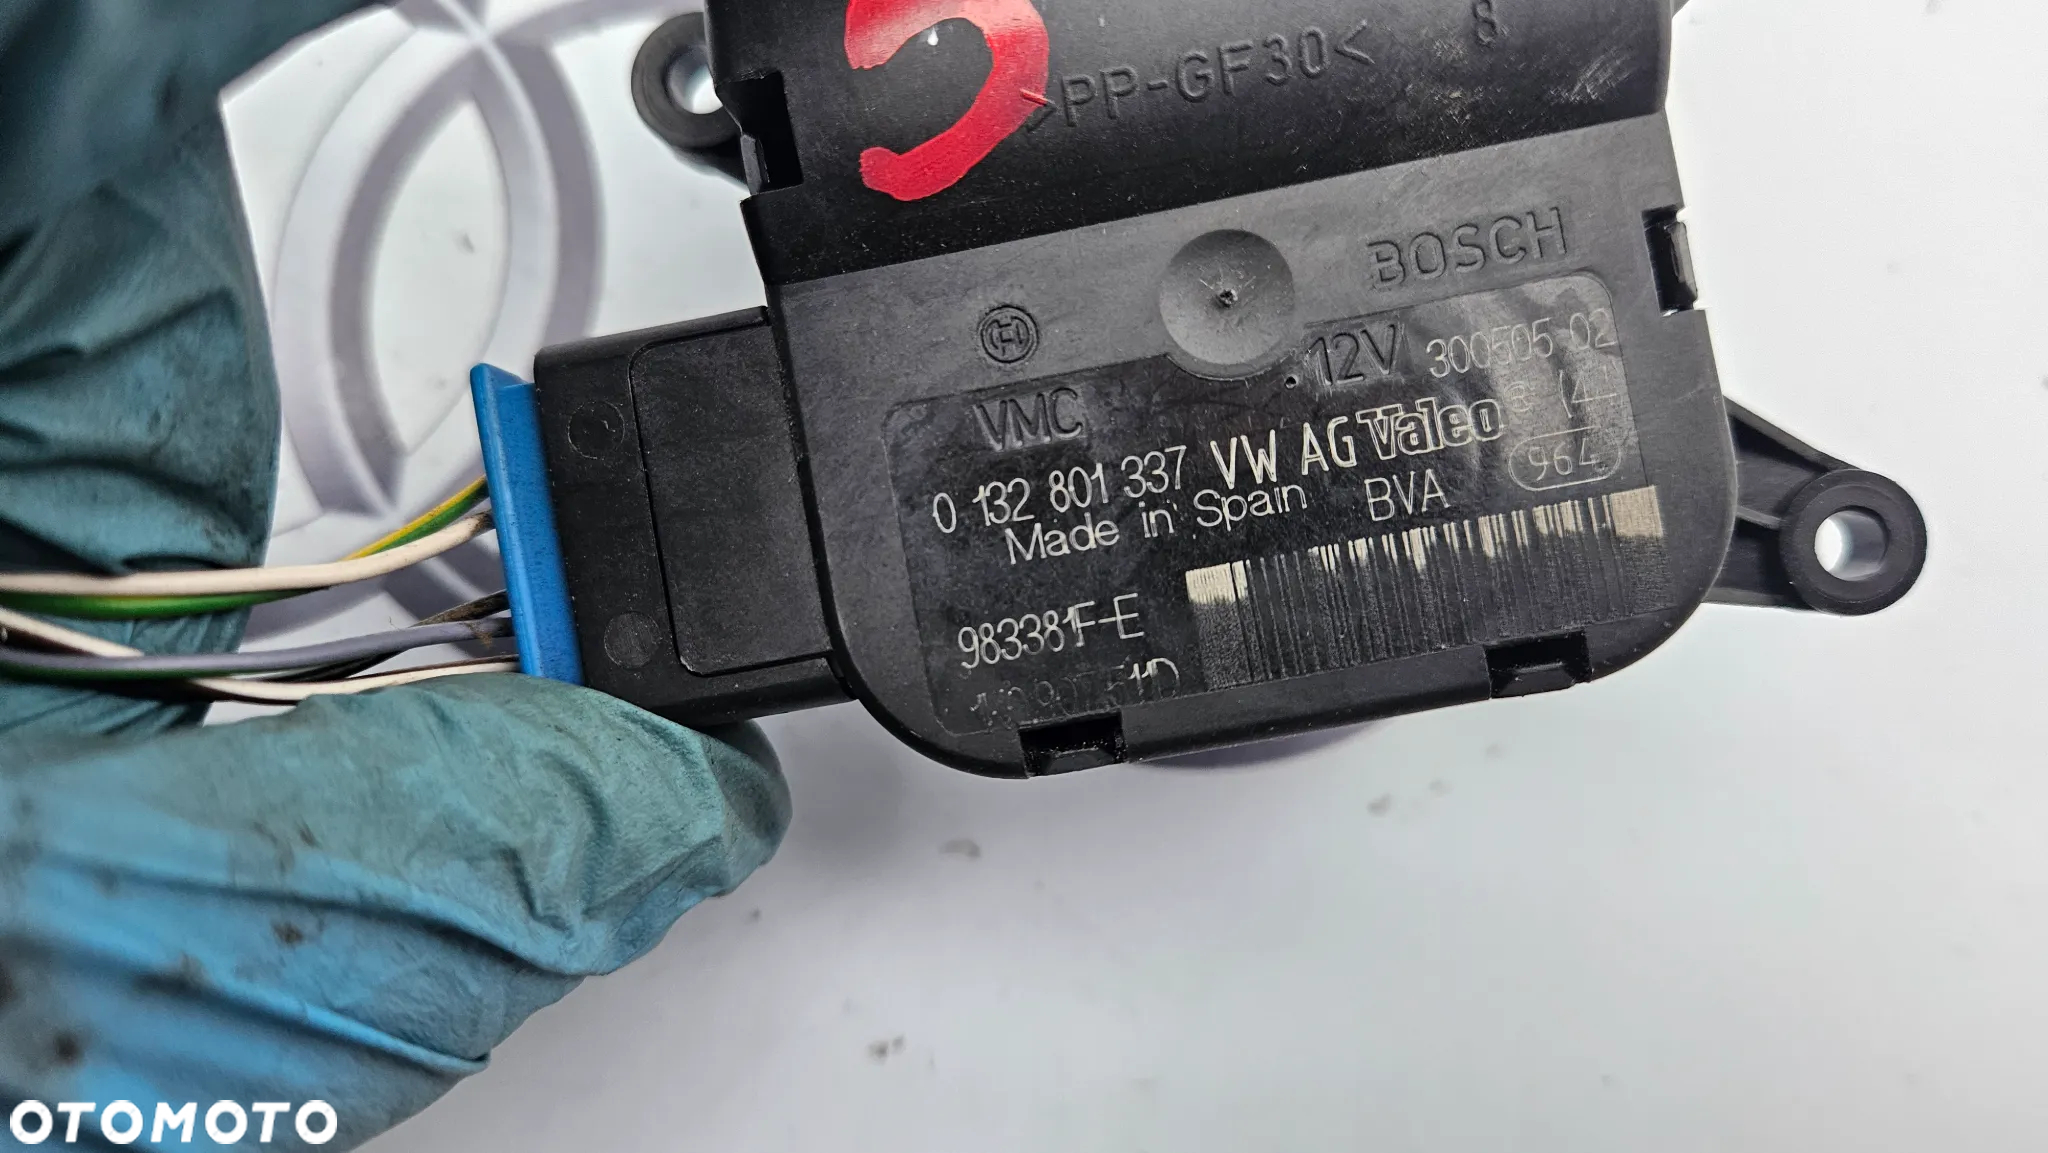 >PP-GF30< 8
BOSCH
12V 300505 02
VMC
0 132 801 337 VW AG Valeo
Made in Spain BVA 964
983381F-E
OTOMOTO